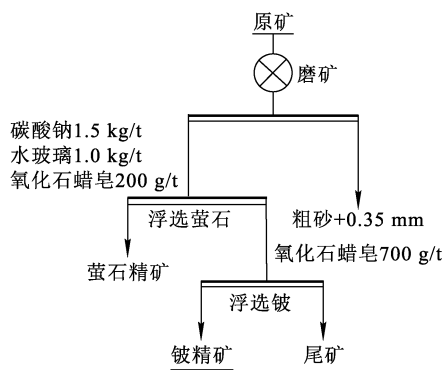 原矿
磨矿
碳酸钠1.5 kg/t
水玻璃1.0 kg/t
氧化石蜡皂200 g/t
浮选萤石
粗砂+0.35 mm
氧化石蜡皂700 g/t
萤石精矿
浮选铍
铍精矿
尾矿